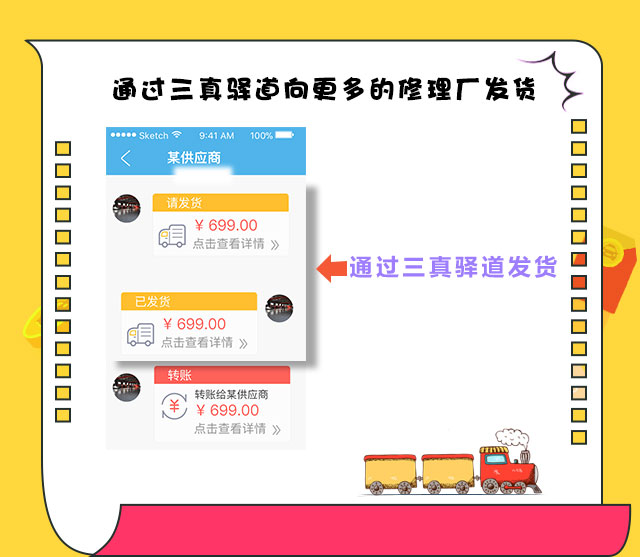 通过三真驿道向更多的修理厂发货
Sketch 9:41 AM 100%
某供应商
请发货
¥ 699.00
点击查看详情 »
通过三真驿道发货
已发货
¥ 699.00
点击查看详情 »
转账
转账给某供应商
¥
¥ 699.00
点击查看详情 »